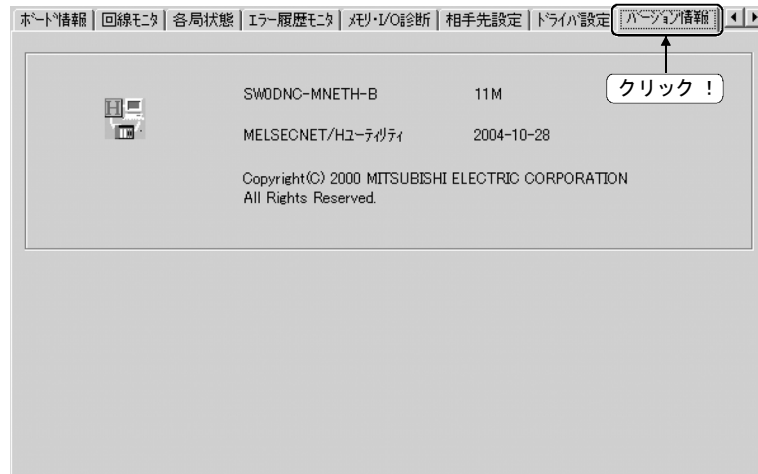 ﾎﾞｰﾄﾞ情報 回線ﾓﾆﾀ 各局状態 ｴﾗｰ履歴ﾓﾆﾀ ﾒﾓﾘ･I/O診断 相手先設定 ﾄﾞﾗｲﾊﾞ設定 ﾊﾞｰｼﾞｮﾝ情報
クリック !
SW0DNC-MNETH-B 11M
MELSECNET/Hﾕｰﾃｨﾘﾃｨ 2004-10-28
Copyright(C) 2000 MITSUBISHI ELECTRIC CORPORATION
All Rights Reserved.
H